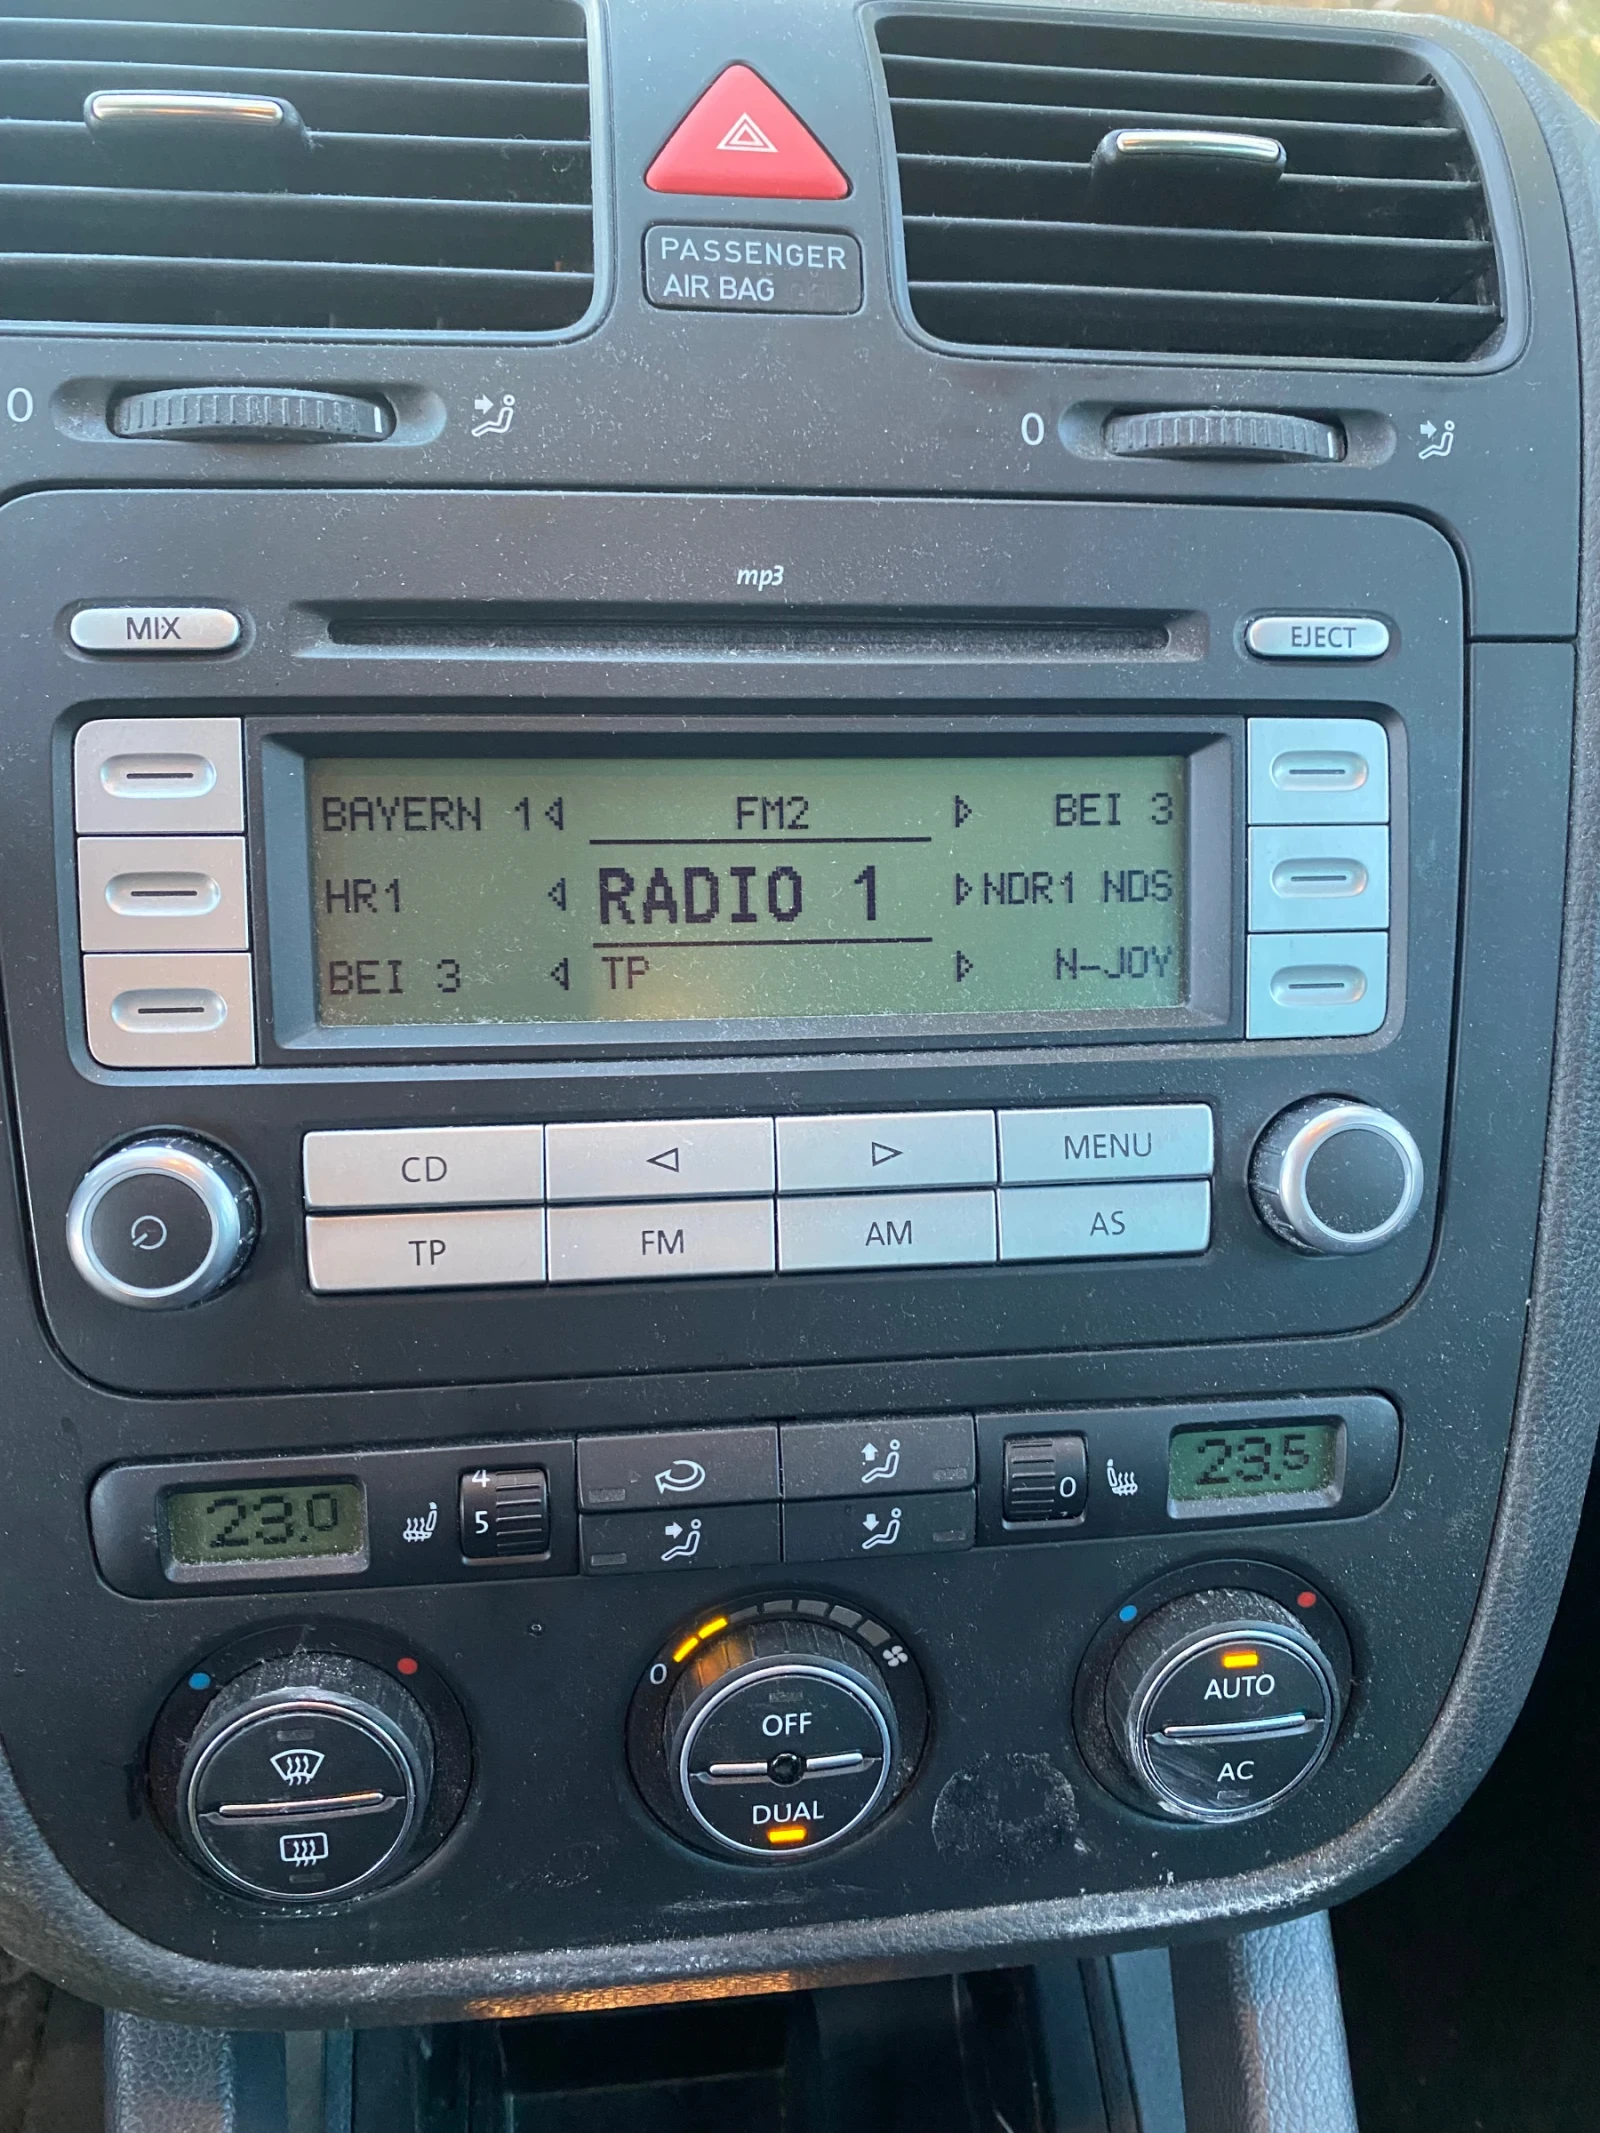 PASSENGER
AIR BAG
0
0
mp3
MIX
EJECT
BAYERN 1
FM2
BEI 3
HR1
RADIO 1
NDR1 NDS
BEI 3
TP
N-JOY
CD
MENU
TP
FM
AM
AS
23.0
4
5
0
23.5
0
OFF
DUAL
AUTO
AC